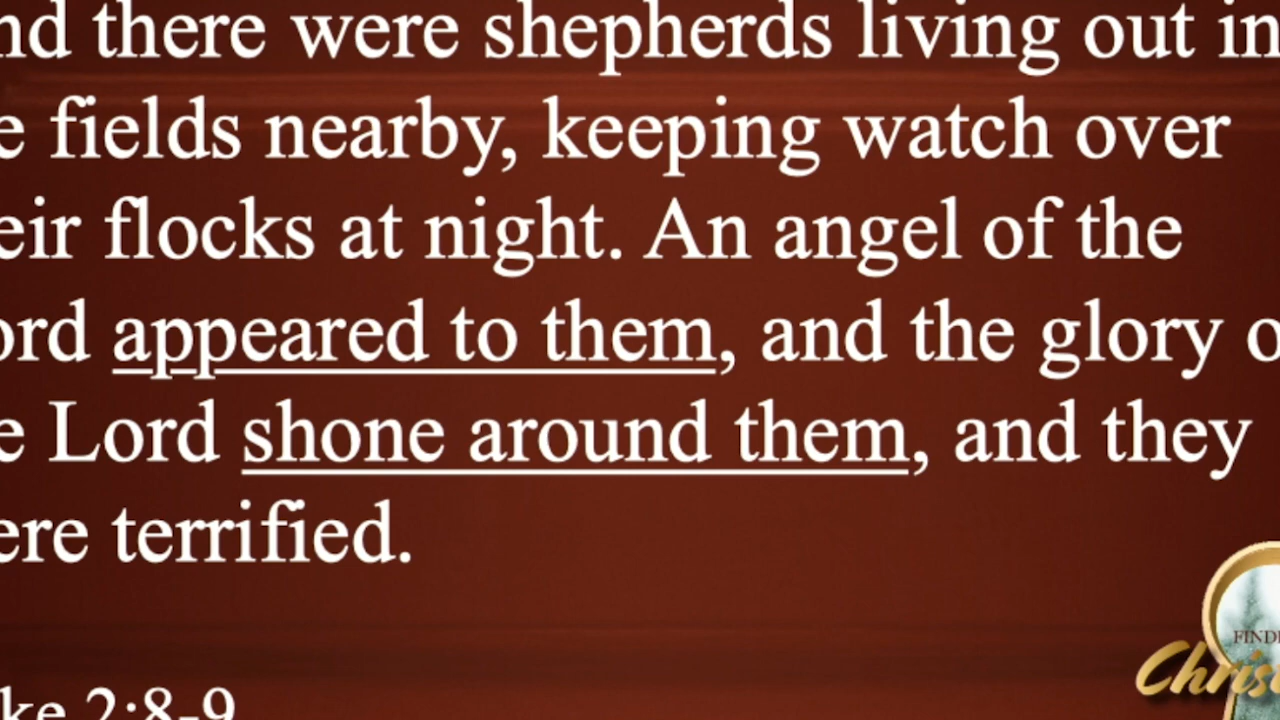 nd there were shepherds living out in
e fields nearby, keeping watch over
eir flocks at night. An angel of the
ord appeared to them, and the glory o
e Lord shone around them, and they
ere terrified.
ke 2:8-9
FIND
Christ